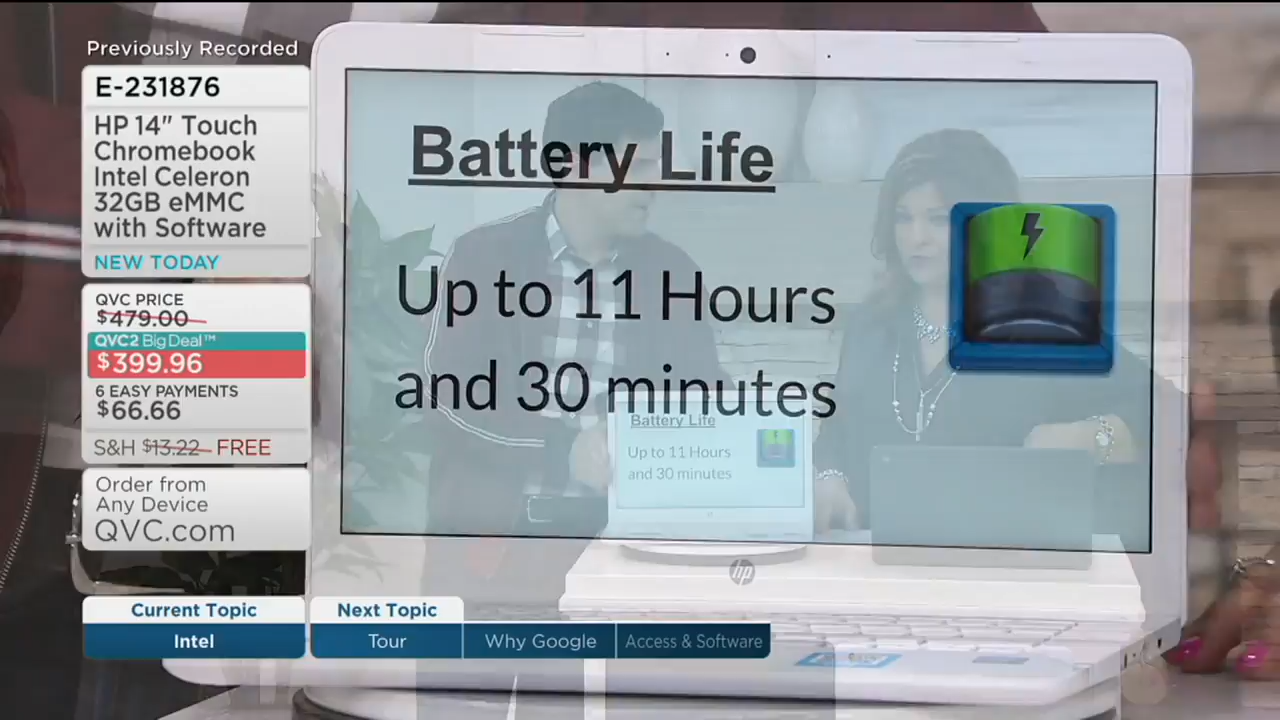 Previously Recorded
E-231876
HP 14" Touch
Chromebook
Intel Celeron
32GB eMMC
with Software
NEW TODAY
QVC PRICE
$479.00
QVC2 Big Deal™
$399.96
6 EASY PAYMENTS
$66.66
S&H $13.22 FREE
Order from
Any Device
QVC.com
Current Topic
Intel
Next Topic
Tour
Why Google
Access & Software
Battery Life
Up to 11 Hours
and 30 minutes
Battery Life
Up to 11 Hours
and 30 minutes
hp